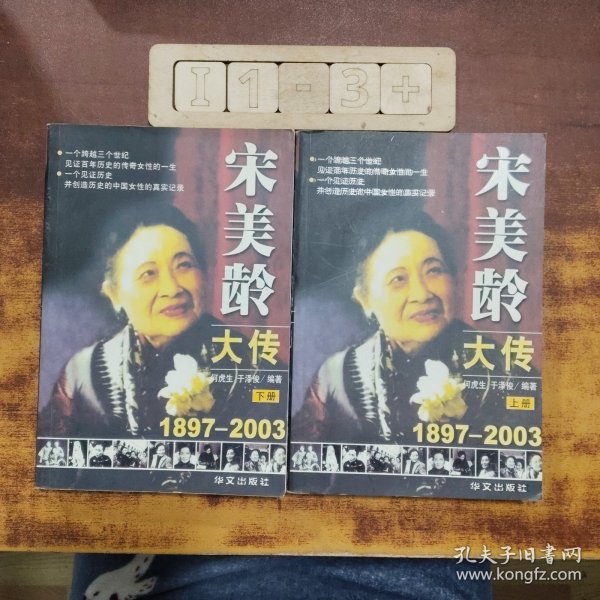 I 1 - 3 +
一个跨越三个世纪
见证百年历史的传奇女性的一生
一个见证历史
并创造历史的中国女性的真实记录
宋美龄
大传
何虎生 于泽俊/编著
下册
1897-2003
华文出版社
一个跨越三个世纪
见证百年历史的传奇女性的一生
一个见证历史
并创造历史的中国女性的真实记录
宋美龄
大传
何虎生 于泽俊/编著
上册
1897-2003
华文出版社
孔夫子旧書网
www.kongfz.com